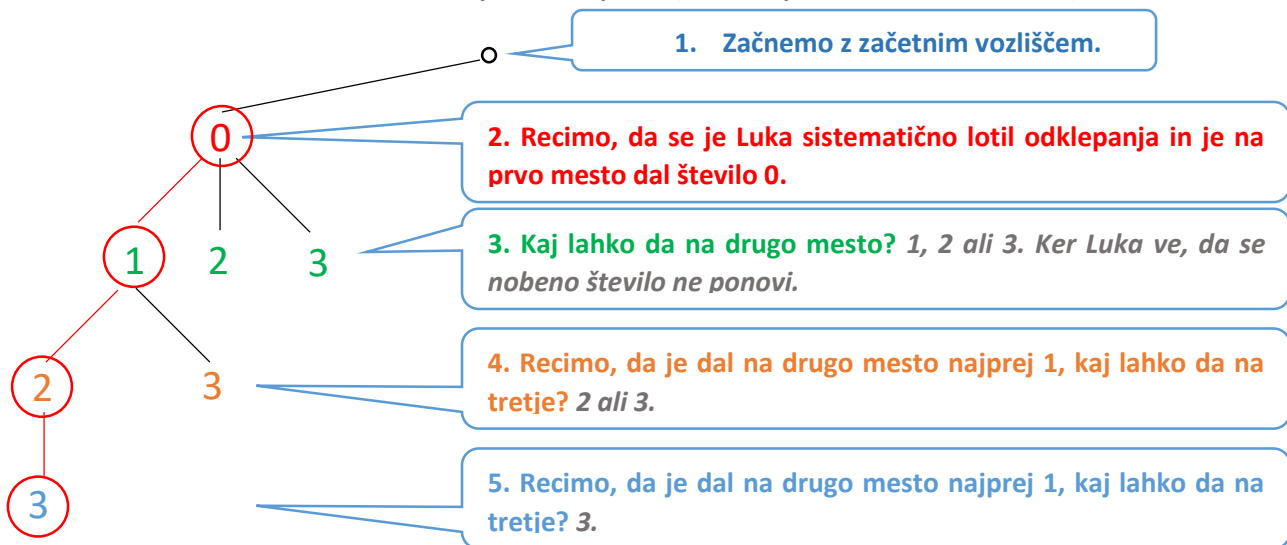 1. Začnemo z začetnim vozliščem.
0
2. Recimo, da se je Luka sistematično lotil odklepanja in je na
prvo mesto dal število 0.
1 2 3
3. Kaj lahko da na drugo mesto? 1, 2 ali 3. Ker Luka ve, da se
nobeno število ne ponovi.
2 3
4. Recimo, da je dal na drugo mesto najprej 1, kaj lahko da na
tretje? 2 ali 3.
3
5. Recimo, da je dal na drugo mesto najprej 1, kaj lahko da na
tretje? 3.